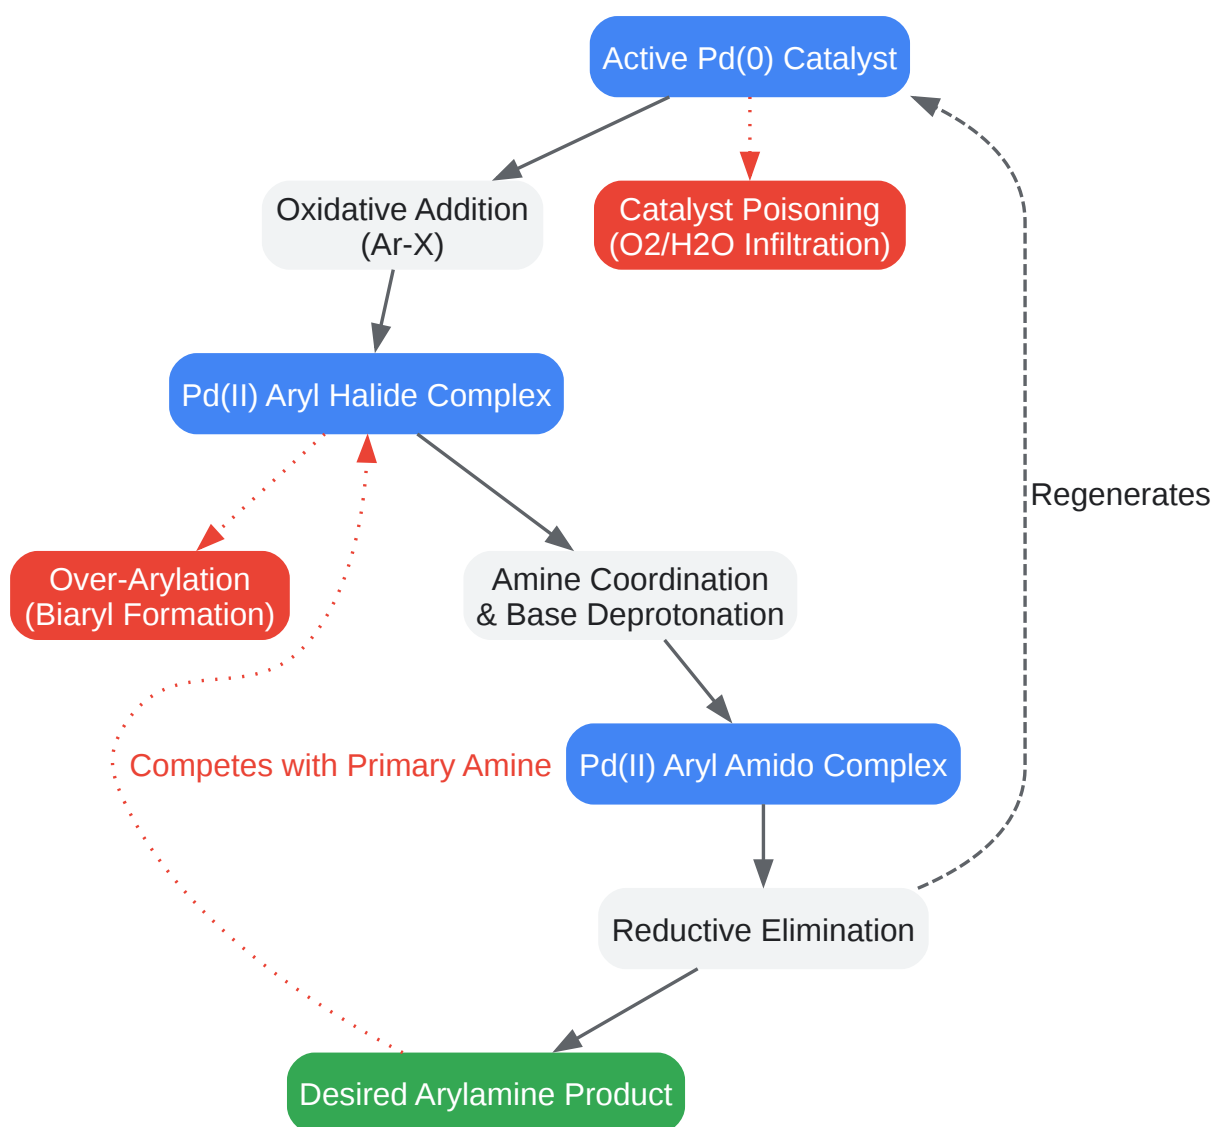 Active Pd(0) Catalyst
Oxidative Addition
(Ar-X)
Catalyst Poisoning
(O2/H2O Infiltration)
Pd(II) Aryl Halide Complex
Regenerates
Over-Arylation
(Biaryl Formation)
Amine Coordination
& Base Deprotonation
Competes with Primary Amine
Pd(II) Aryl Amido Complex
Reductive Elimination
Desired Arylamine Product